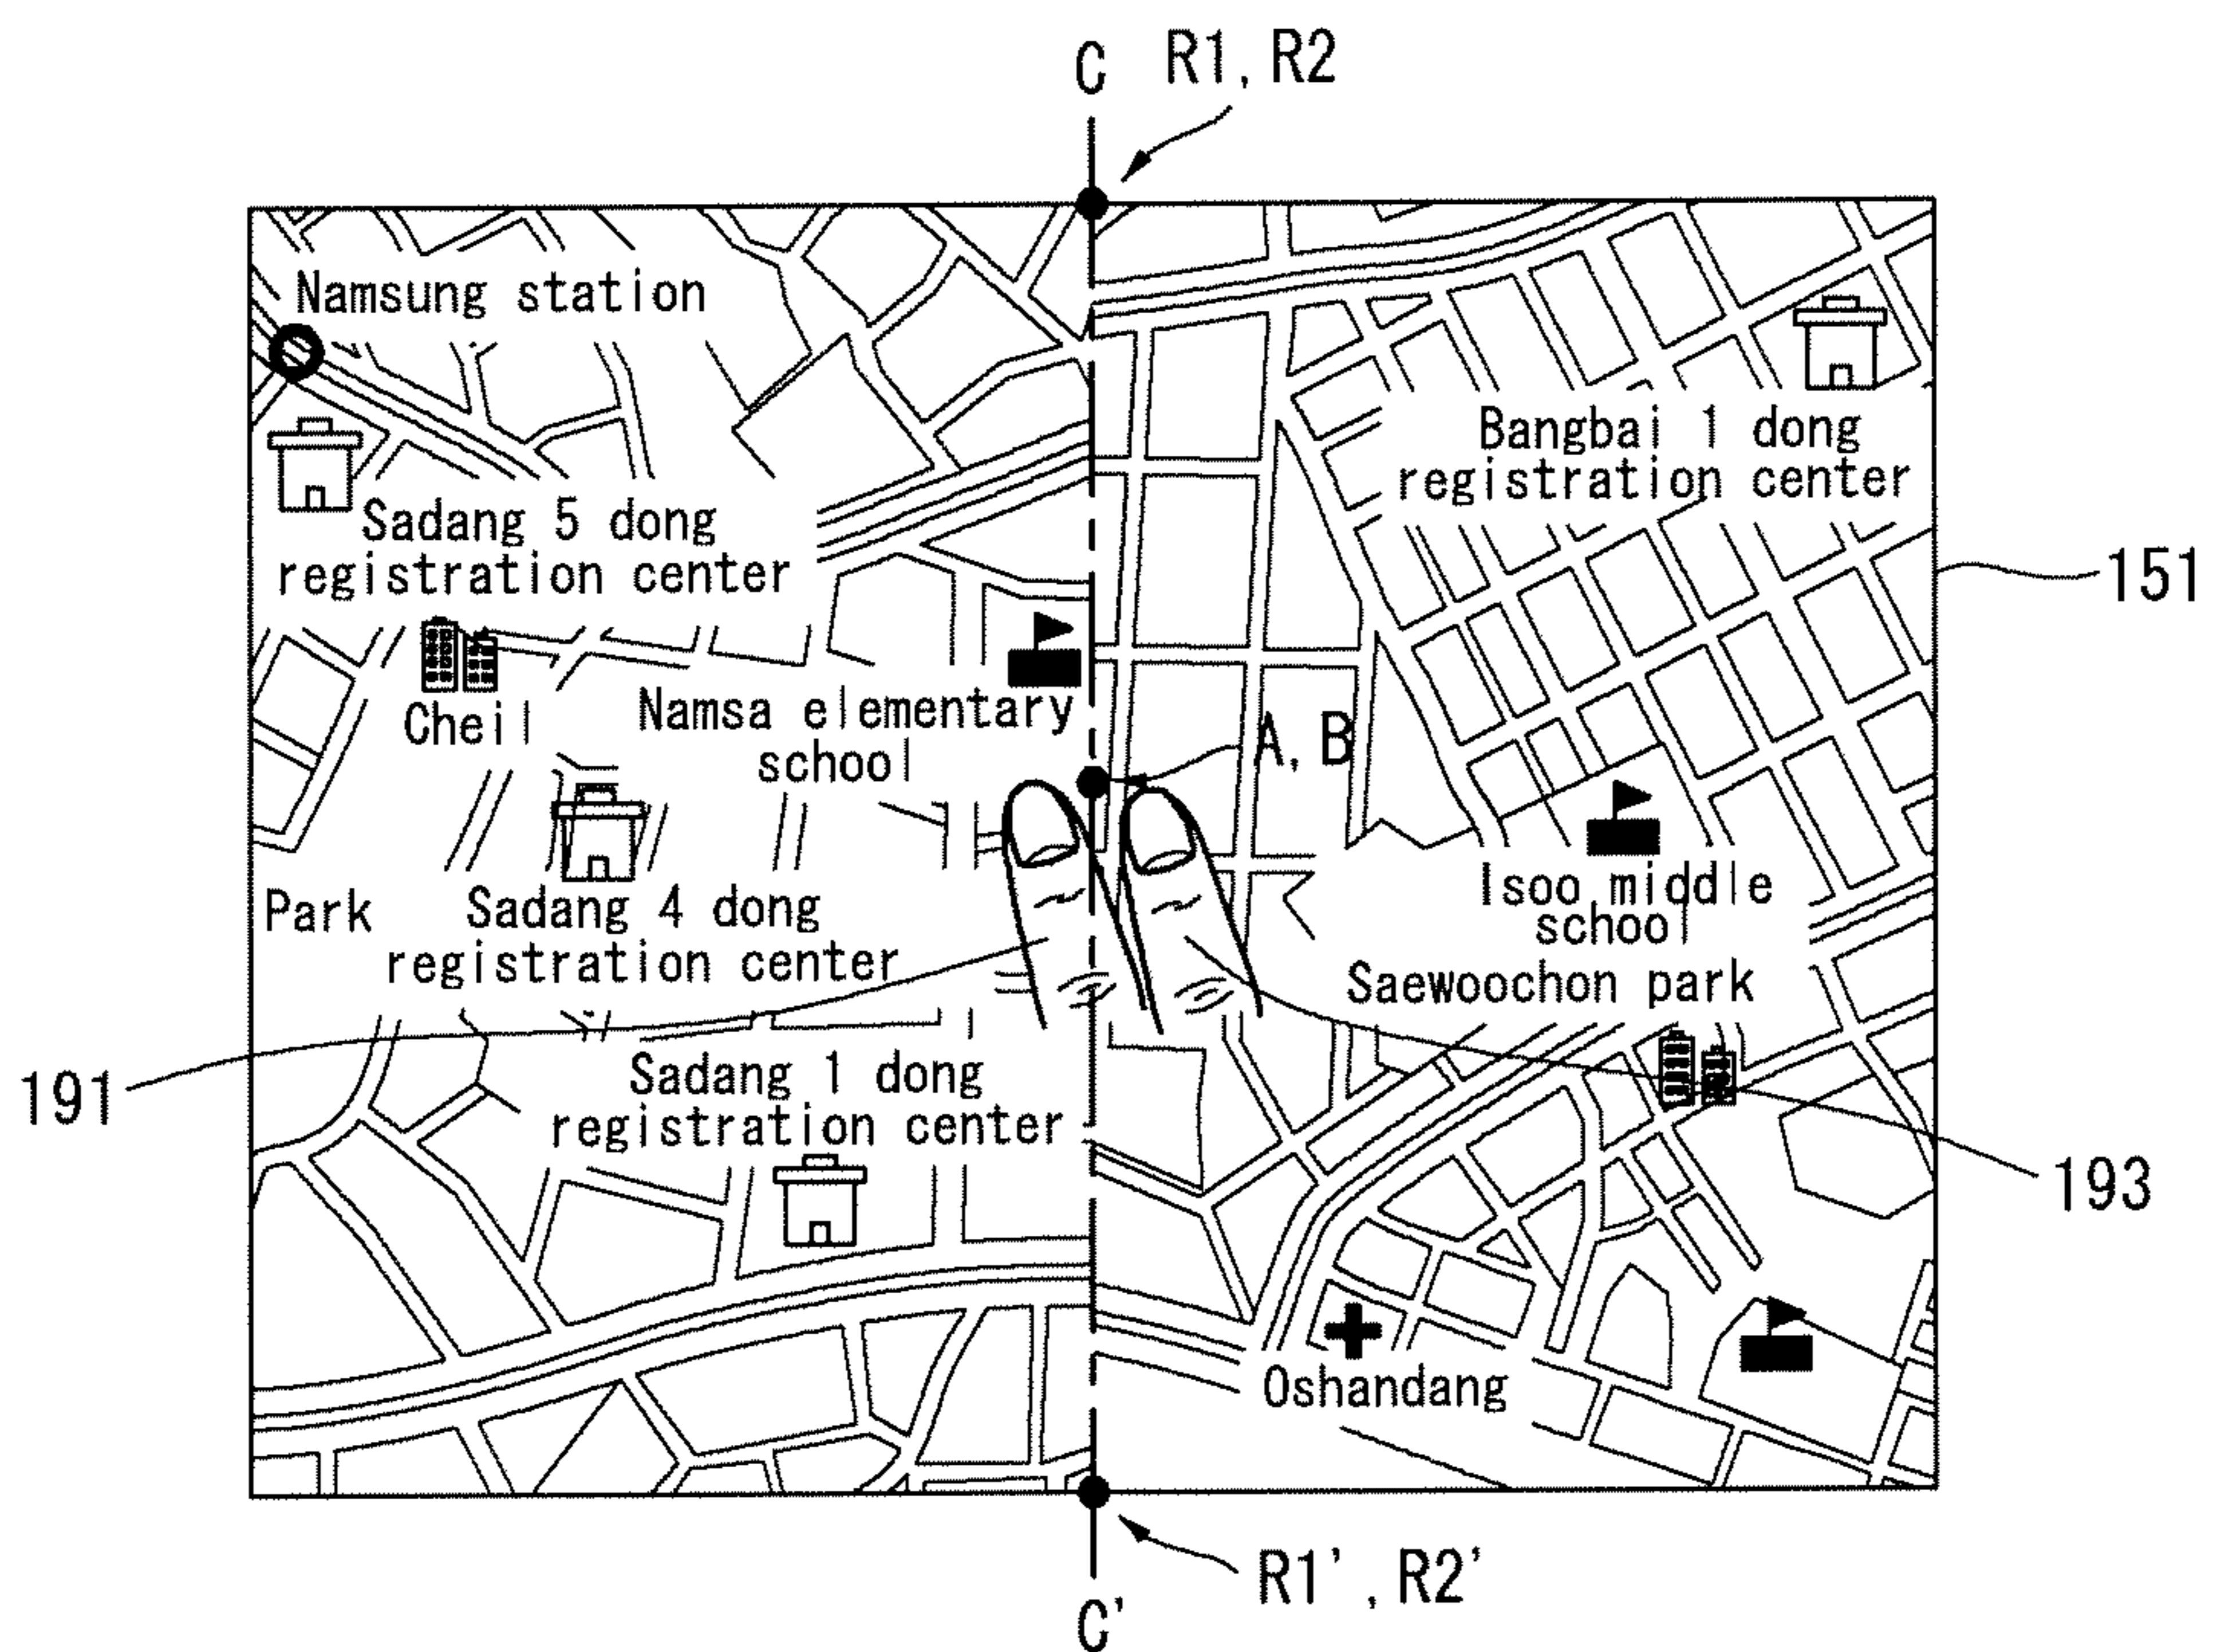 C
R1, R2
Namsung station
Bangbai 1 dong
registration center
Sadang 5 dong
registration center
151
Cheil
Namsa elementary
school
A, B
Isoo middle
school
Park
Sadang 4 dong
registration center
Saewoochon park
Sadang 1 dong
registration center
191
193
Oshandang
R1', R2'
C'